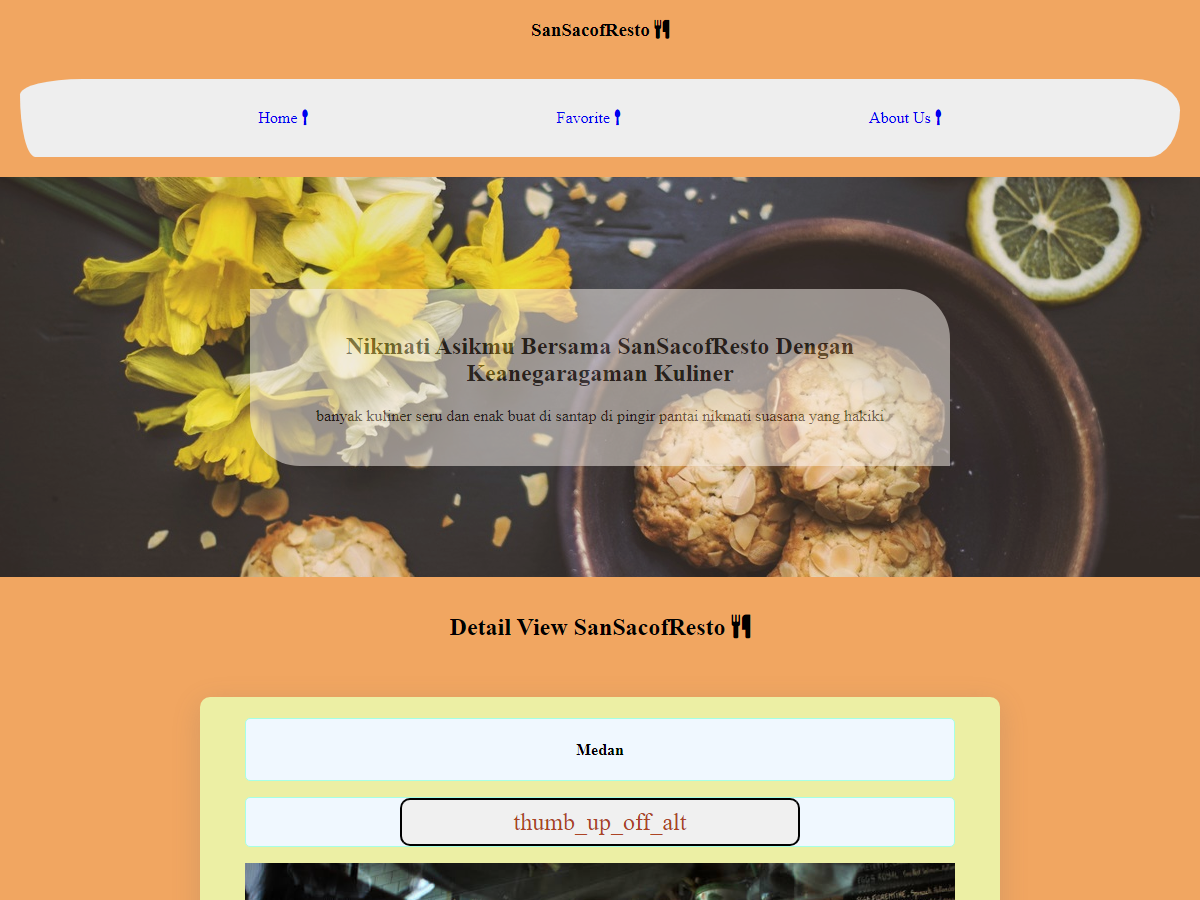 SanSacofResto
Home
Favorite
About Us
Nikmati Asikmu Bersama SanSacofResto Dengan
Keanegaragaman Kuliner
banyak kuliner seru dan enak buat di santap di pingir pantai nikmati suasana yang hakiki
Detail View SanSacofResto
Medan
thumb_up_off_alt